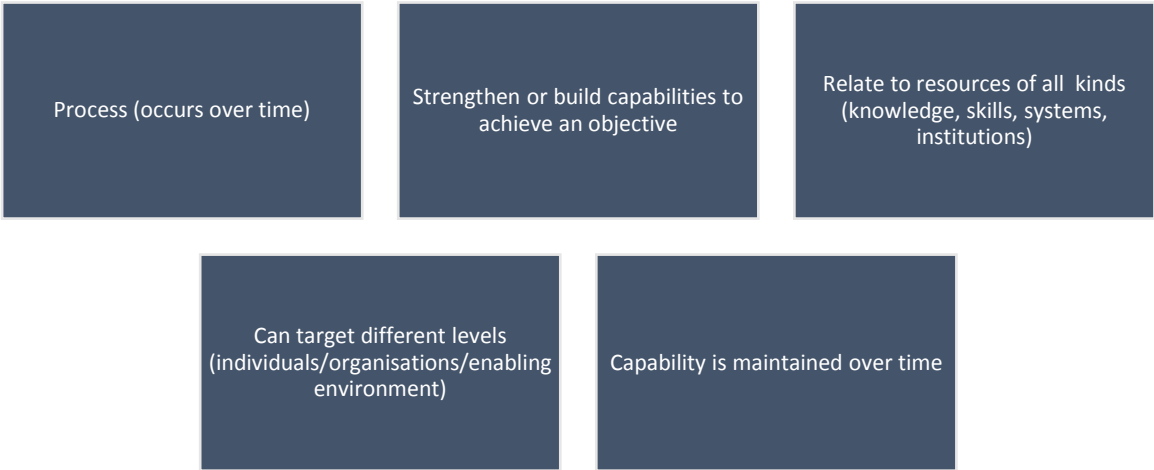 Process (occurs over time)
Strengthen or build capabilities to
achieve an objective
Relate to resources of all  kinds
(knowledge, skills, systems,
institutions)
Can target different levels
(individuals/organisations/enabling
environment)
Capability is maintained over time